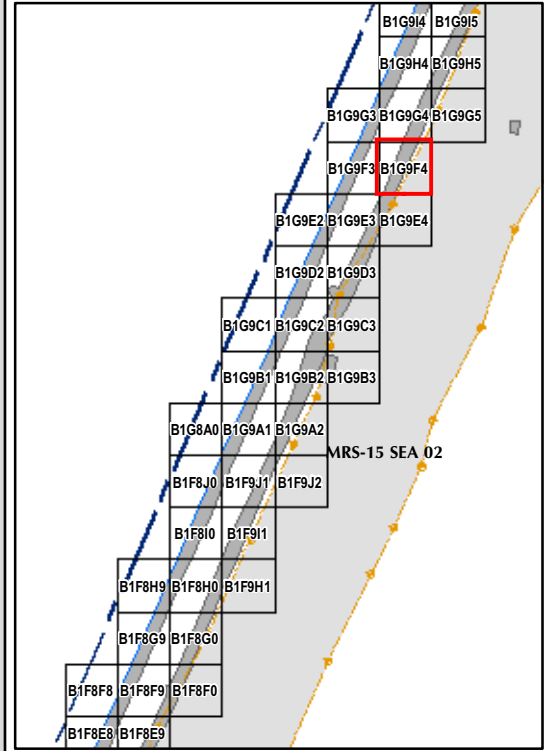 B1G9I4 B1G9I5
B1G9H4 B1G9H5
B1G9G3 B1G9G4 B1G9G5
B1G9F3 B1G9F4
B1G9E2 B1G9E3 B1G9E4
B1G9D2 B1G9D3
B1G9C1 B1G9C2 B1G9C3
B1G9B1 B1G9B2 B1G9B3
B1G8A0 B1G9A1 B1G9A2
MRS-15 SEA 02
B1F8J0 B1F9J1 B1F9J2
B1F8I0 B1F9I1
B1F8H9 B1F8H0 B1F9H1
B1F8G9 B1F8G0
B1F8F8 B1F8F9 B1F8F0
B1F8E8 B1F8E9